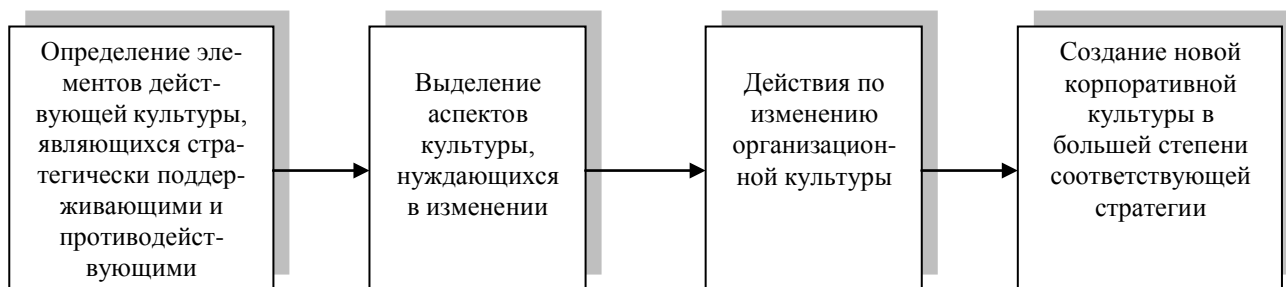 Определение эле-
ментов дейст-
вующей культуры,
являющихся стра-
тегически поддер-
живающими и
противодейст-
вующими
Выделение
аспектов
культуры,
нуждающихся
в изменении
Действия по
изменению
организацион-
ной культуры
Создание новой
корпоративной
культуры в
большей степени
соответствующей
стратегии